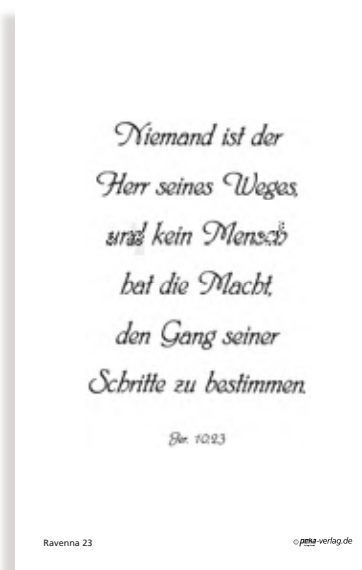 Niemand ist der
Herr seines Weges,
und kein Mensch
hat die Macht,
den Gang seiner
Schritte zu bestimmen.
Jer. 10,23
Ravenna 23
© peka-verlag.de